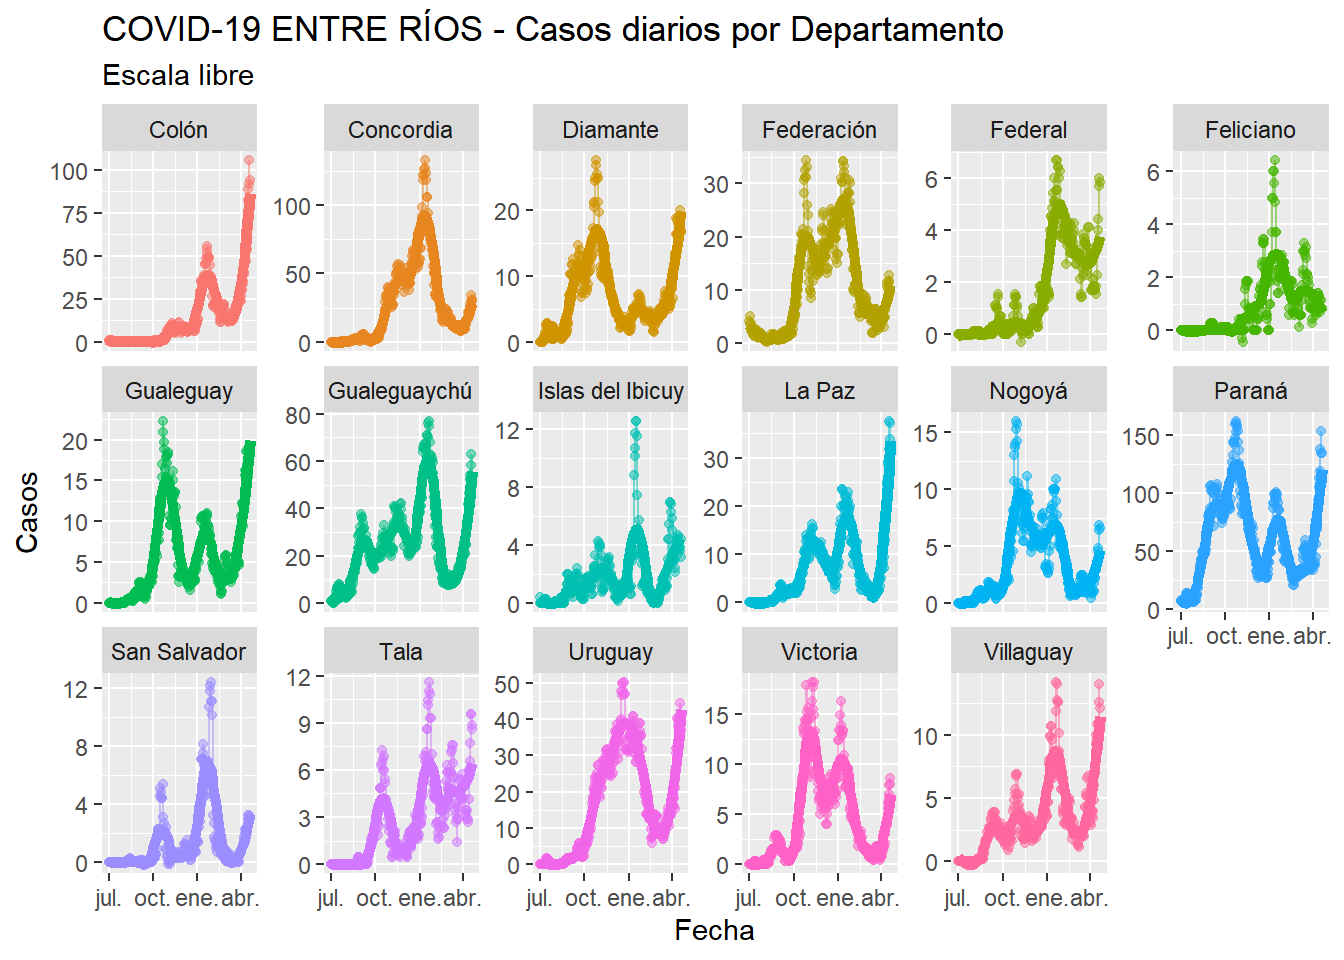 COVID-19 ENTRE RÍOS - Casos diarios por Departamento
Escala libre
Casos
Colón
100
75
50
25
0
Concordia
100
50
0
Diamante
20
10
0
Federación
30
20
10
0
Federal
6
4
2
0
Feliciano
6
4
2
0
Gualeguay
20
15
10
5
0
Gualeguaychú
80
60
40
20
0
Islas del Ibicuy
12
8
4
0
La Paz
30
20
10
0
Nogoyá
15
10
5
0
Paraná
150
100
50
0
jul. oct. ene. abr.
San Salvador
12
8
4
0
jul. oct. ene. abr.
Tala
12
9
6
3
0
jul. oct. ene. abr.
Uruguay
50
40
30
20
10
0
jul. oct. ene. abr.
Victoria
15
10
5
0
jul. oct. ene. abr.
Villaguay
10
5
0
jul. oct. ene. abr.
Fecha